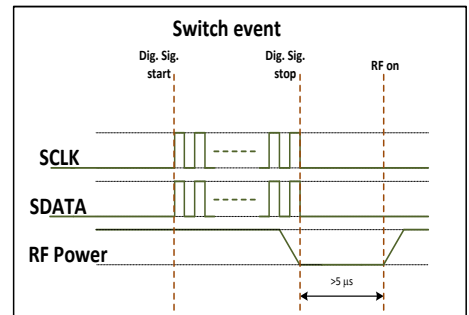 Switch event
Dig. Sig.
start
Dig. Sig.
stop
RF on
SCLK
SDATA
RF Power
>5 µs